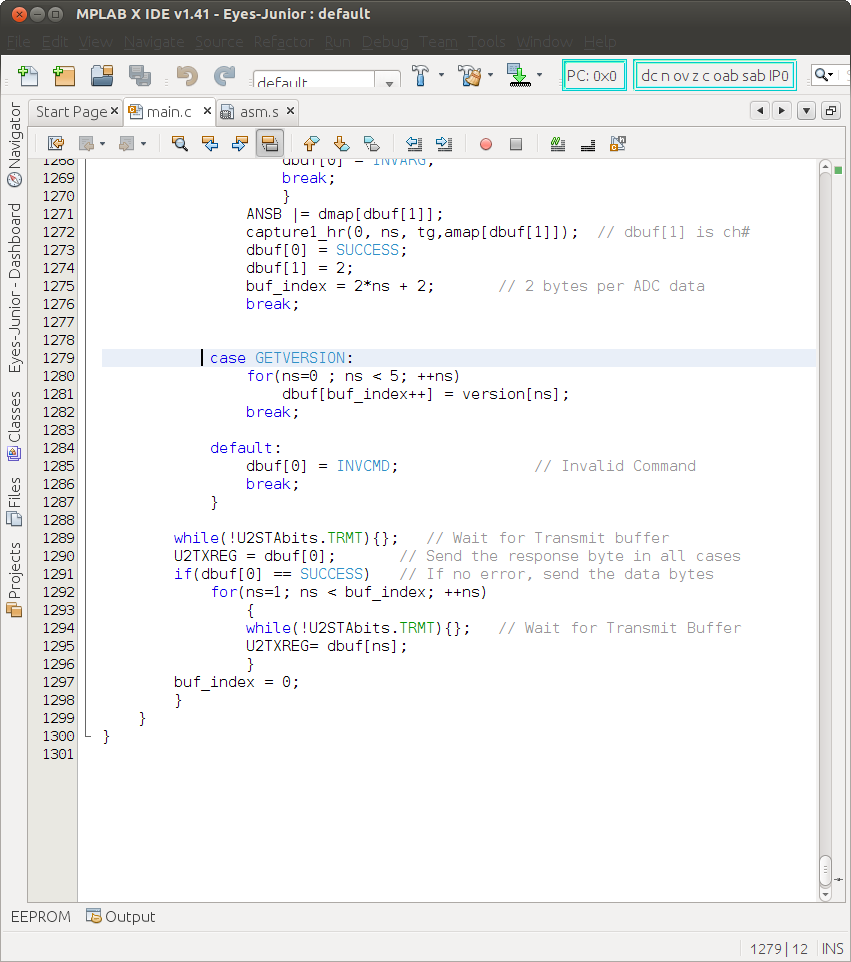 MPLAB X IDE v1.41 - Eyes-Junior : default
File Edit View Navigate Source Refactor Run Debug Team Tools Window Help
default
PC: 0x0
dc n ov z c oab sab IP0
Start Page
main.c
asm.s
Navigator
Eyes-Junior - Dashboard
Classes
Files
Projects
1268 dbuf[0] = INVARG;
1269 break;
1270 }
1271 ANSB |= dmap[dbuf[1]];
1272 capture1_hr(0, ns, tg,amap[dbuf[1]]);  // dbuf[1] is ch#
1273 dbuf[0] = SUCCESS;
1274 dbuf[1] = 2;
1275 buf_index = 2*ns + 2;       // 2 bytes per ADC data
1276 break;
1277
1278
1279 case GETVERSION:
1280 for(ns=0 ; ns < 5; ++ns)
1281 dbuf[buf_index++] = version[ns];
1282 break;
1283
1284 default:
1285 dbuf[0] = INVCMD;               // Invalid Command
1286 break;
1287 }
1288
1289 while(!U2STAbits.TRMT){};   // Wait for Transmit buffer
1290 U2TXREG = dbuf[0];       // Send the response byte in all cases
1291 if(dbuf[0] == SUCCESS)   // If no error, send the data bytes
1292 for(ns=1; ns < buf_index; ++ns)
1293 {
1294 while(!U2STAbits.TRMT){};   // Wait for Transmit Buffer
1295 U2TXREG= dbuf[ns];
1296 }
1297 buf_index = 0;
1298 }
1299 }
1300 }
1301
EEPROM
Output
1279 | 12
INS